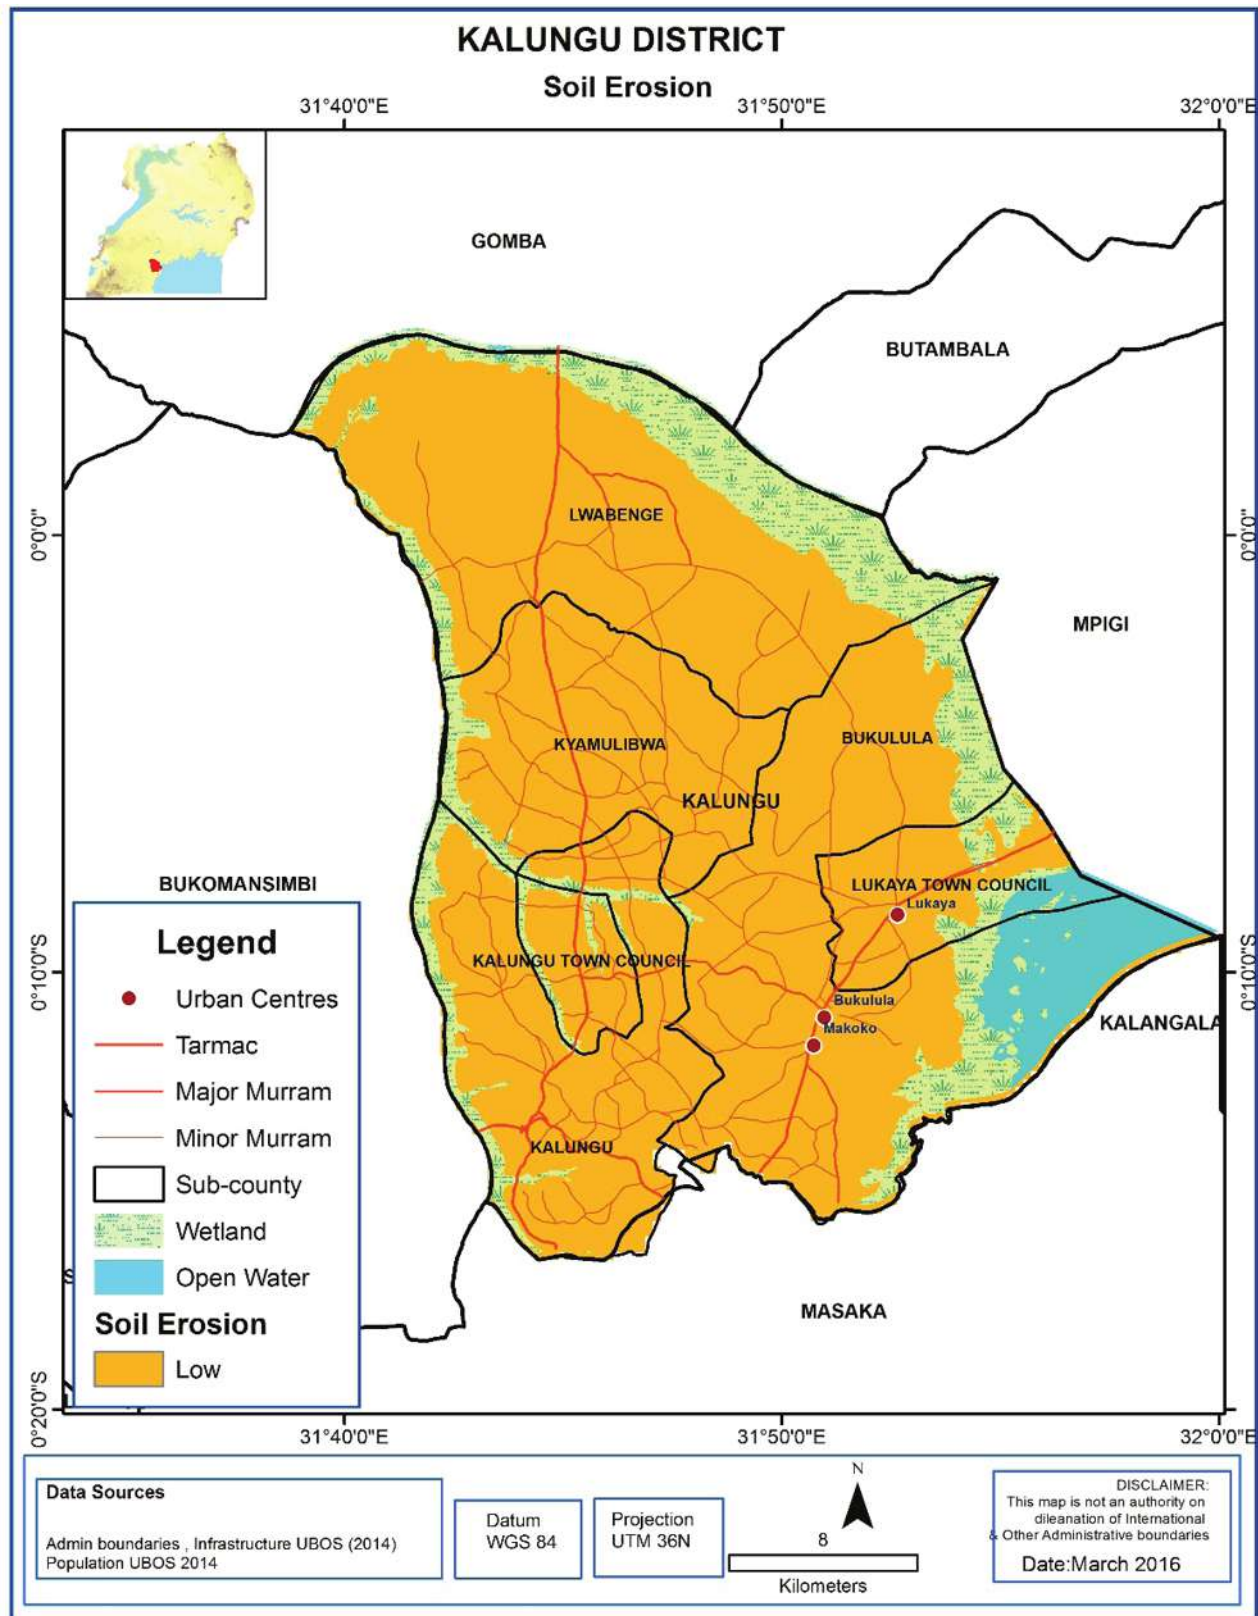 KALUNGU DISTRICT
Soil Erosion
31°40'0"E
31°50'0"E
32°0'0"E
GOMBA
BUTAMBALA
LWABENGE
0°0'0"
0°0'0"
MPIGI
KYAMULIBWA
BUKULULA
KALUNGU
BUKOMANSIMBI
LUKAYA TOWN COUNCIL
Lukaya
KALUNGU TOWN COUNCIL
0°10'0"S
0°10'0"S
Bukulula
Makoko
KALANGALA
KALUNGU
MASAKA
Legend
Urban Centres
Tarmac
Major Murram
Minor Murram
Sub-county
Wetland
Open Water
Soil Erosion
Low
0°20'0"S
31°40'0"E
31°50'0"E
32°0'0"E
Data Sources
Admin boundaries , Infrastructure UBOS (2014)
Population UBOS 2014
Datum
WGS 84
Projection
UTM 36N
N
8
Kilometers
DISCLAIMER:
This map is not an authority on
dileanation of International
& Other Administrative boundaries
Date:March 2016